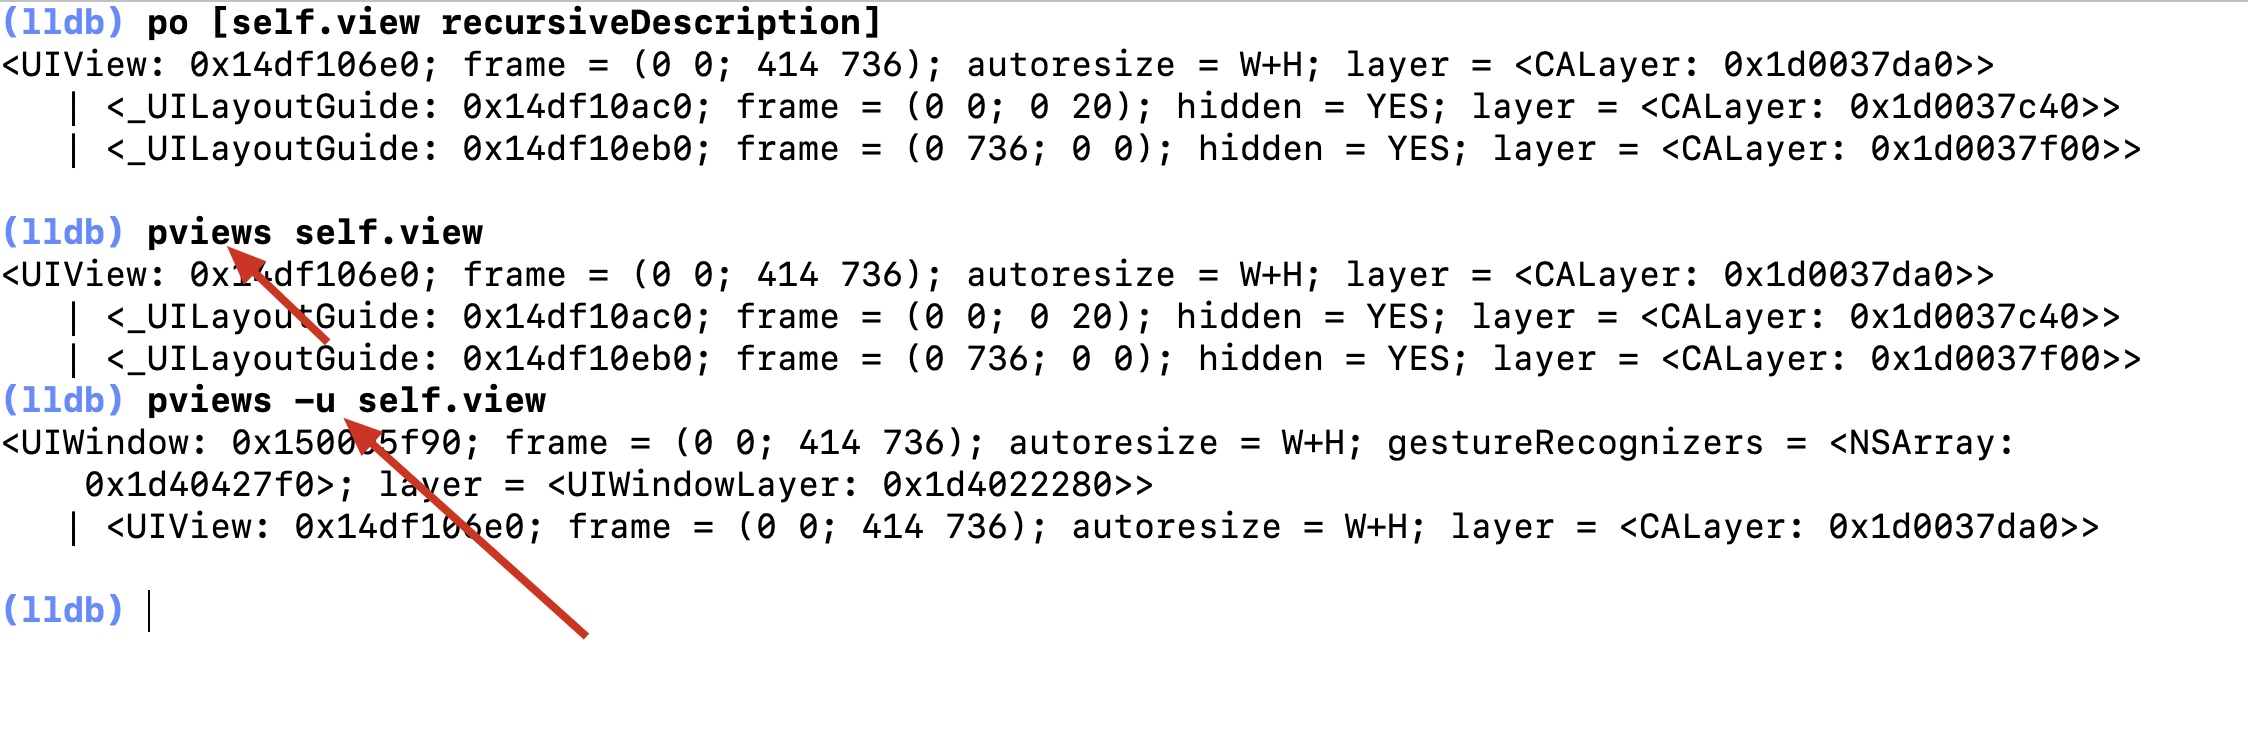 (lldb) po [self.view recursiveDescription]
<UIView: 0x14df106e0; frame = (0 0; 414 736); autoresize = W+H; layer = <CALayer: 0x1d0037da0>>
   | <_UILayoutGuide: 0x14df10ac0; frame = (0 0; 0 20); hidden = YES; layer = <CALayer: 0x1d0037c40>>
   | <_UILayoutGuide: 0x14df10eb0; frame = (0 736; 0 0); hidden = YES; layer = <CALayer: 0x1d0037f00>>
(lldb) pviews self.view
<UIView: 0x14df106e0; frame = (0 0; 414 736); autoresize = W+H; layer = <CALayer: 0x1d0037da0>>
   | <_UILayoutGuide: 0x14df10ac0; frame = (0 0; 0 20); hidden = YES; layer = <CALayer: 0x1d0037c40>>
   | <_UILayoutGuide: 0x14df10eb0; frame = (0 736; 0 0); hidden = YES; layer = <CALayer: 0x1d0037f00>>
(lldb) pviews -u self.view
<UIWindow: frame = (0 0; 414 736); autoresize = W+H; gestureRecognizers = <NSArray:
    0x1d40427f0>; layer = <UIWindowLayer: 0x1d4022280>>
   | <UIView: 0x14df106e0; frame = (0 0; 414 736); autoresize = W+H; layer = <CALayer: 0x1d0037da0>>
(lldb)